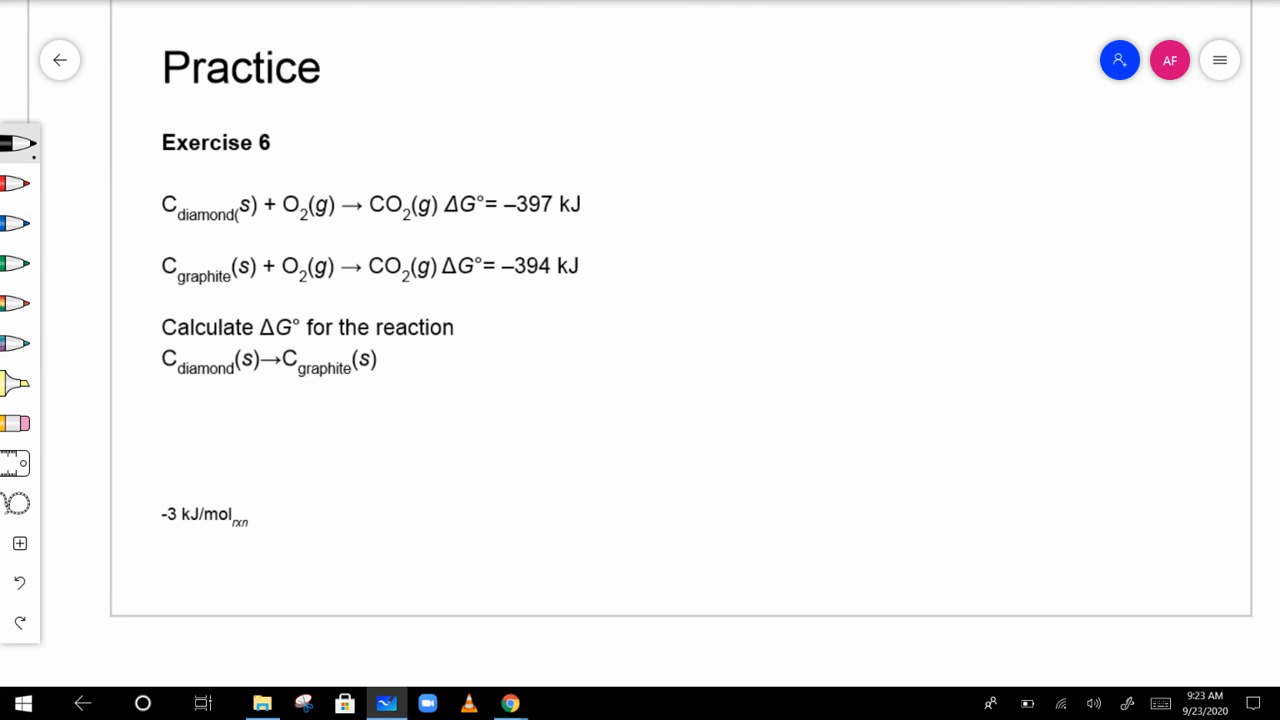 Practice
AF
Exercise 6
Cdiamond(s) + O2(g) → CO2(g) ΔG°= –397 kJ
Cgraphite(s) + O2(g) → CO2(g) ΔG°= –394 kJ
Calculate ΔG° for the reaction
Cdiamond(s)→Cgraphite(s)
-3 kJ/molrxn
9:23 AM
9/23/2020